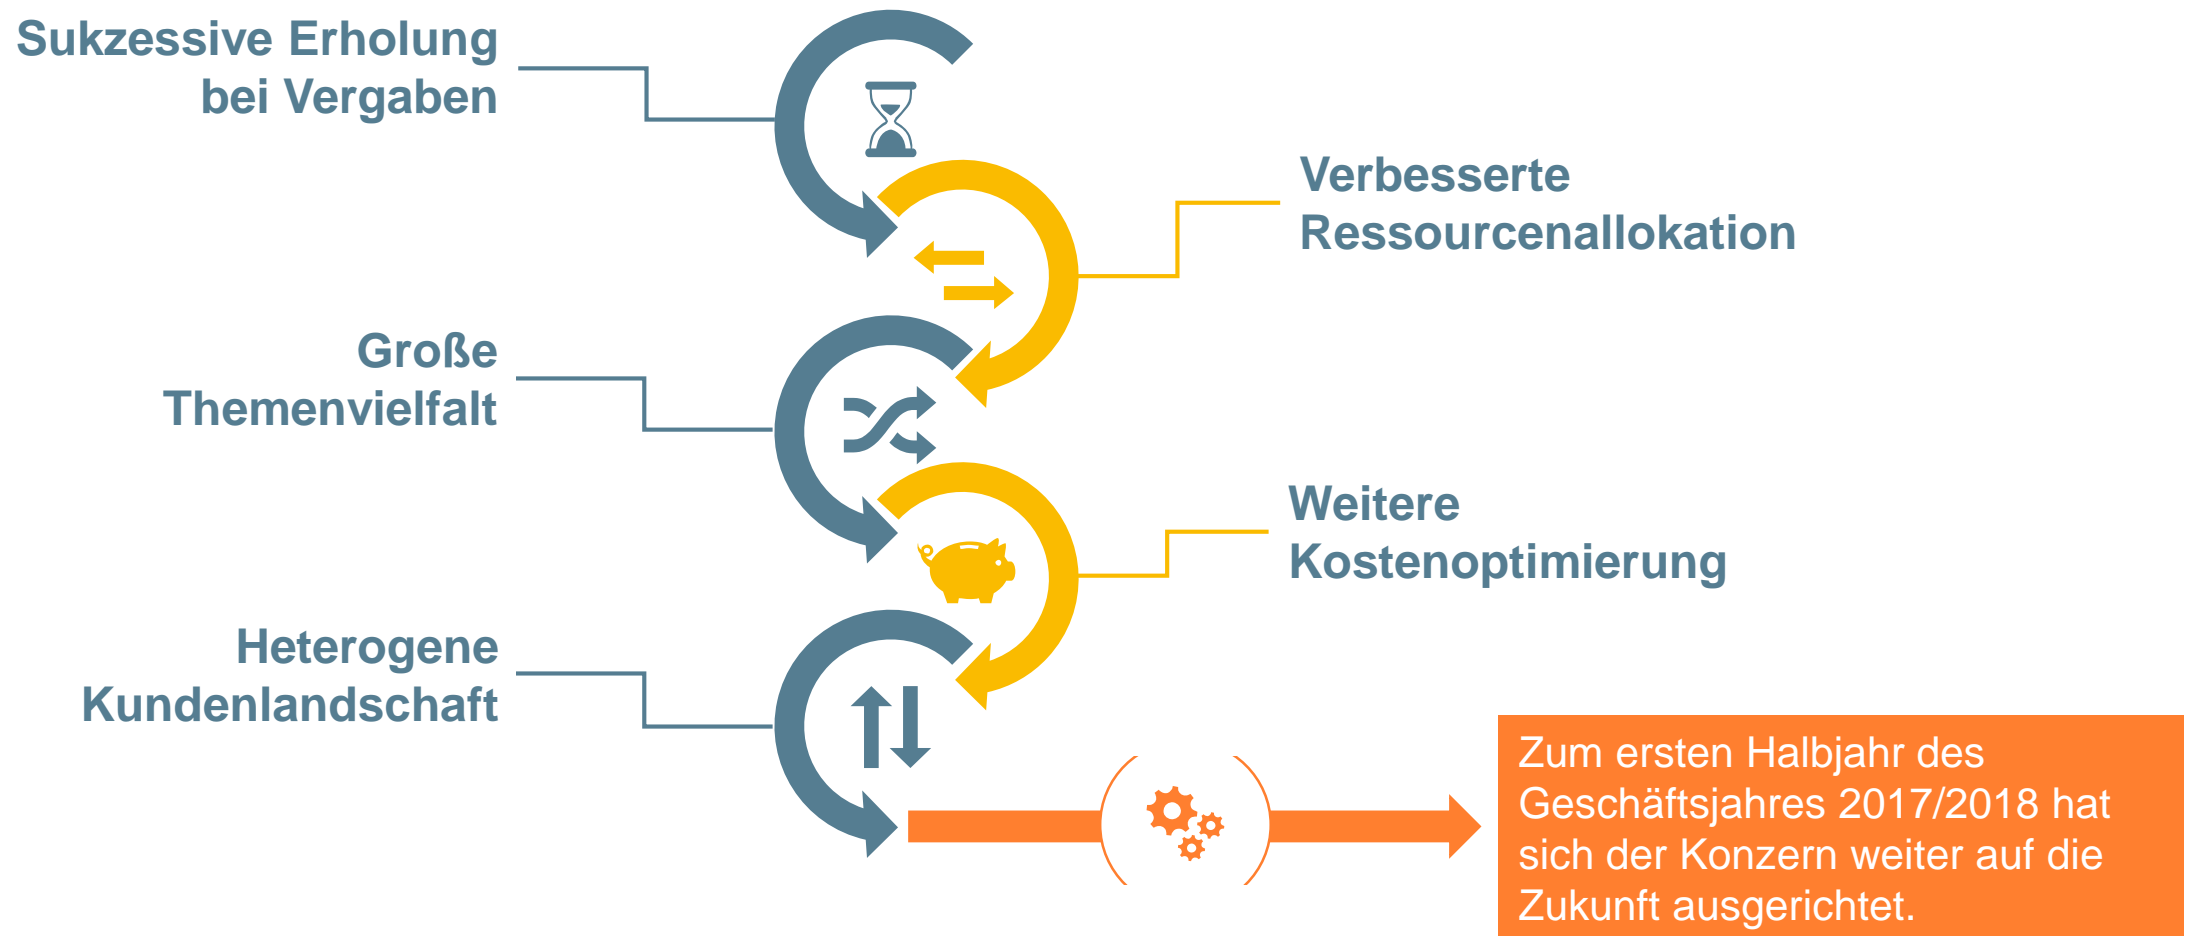 Sukzessive Erholung
bei Vergaben
Verbesserte
Ressourcenallokation
Große
Themenvielfalt
Weitere
Kostenoptimierung
Heterogene
Kundenlandschaft
Zum ersten Halbjahr des
Geschäftsjahres 2017/2018 hat
sich der Konzern weiter auf die
Zukunft ausgerichtet.